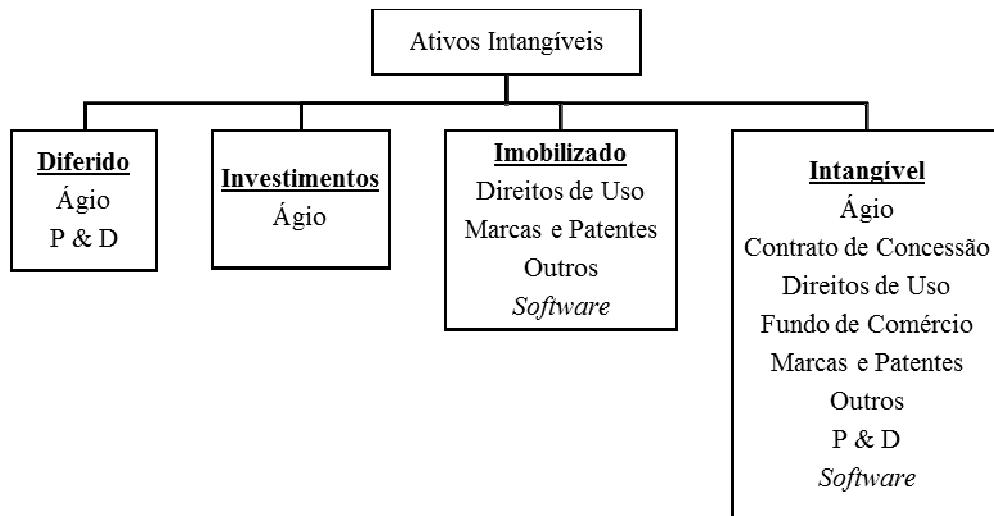 Ativos Intangíveis
Diferido
Ágio
P & D
Investimentos
Ágio
Imobilizado
Direitos de Uso
Marcas e Patentes
Outros
Software
Intangível
Ágio
Contrato de Concessão
Direitos de Uso
Fundo de Comércio
Marcas e Patentes
Outros
P & D
Software